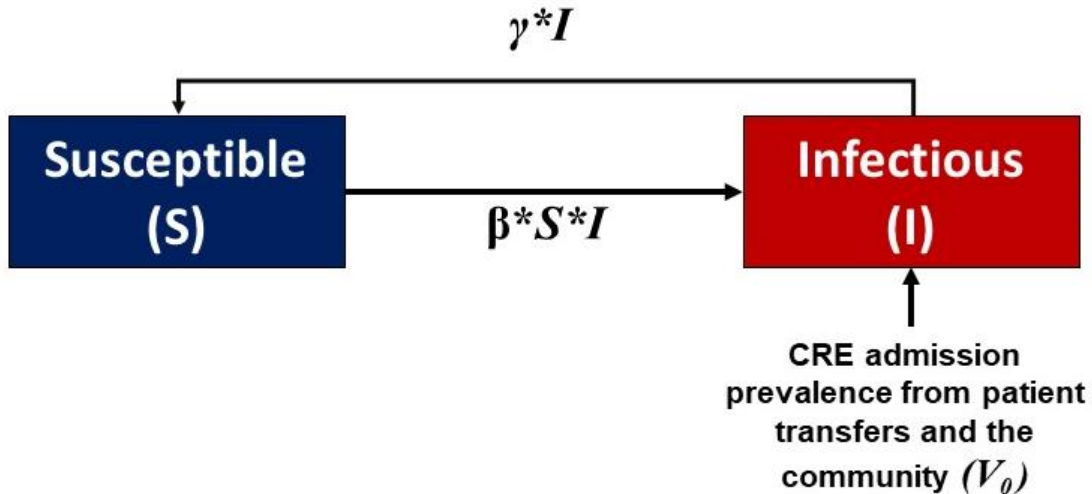 γ*I
Susceptible
(S)
β*S*I
Infectious
(I)
CRE admission
prevalence from patient
transfers and the
community (V₀)